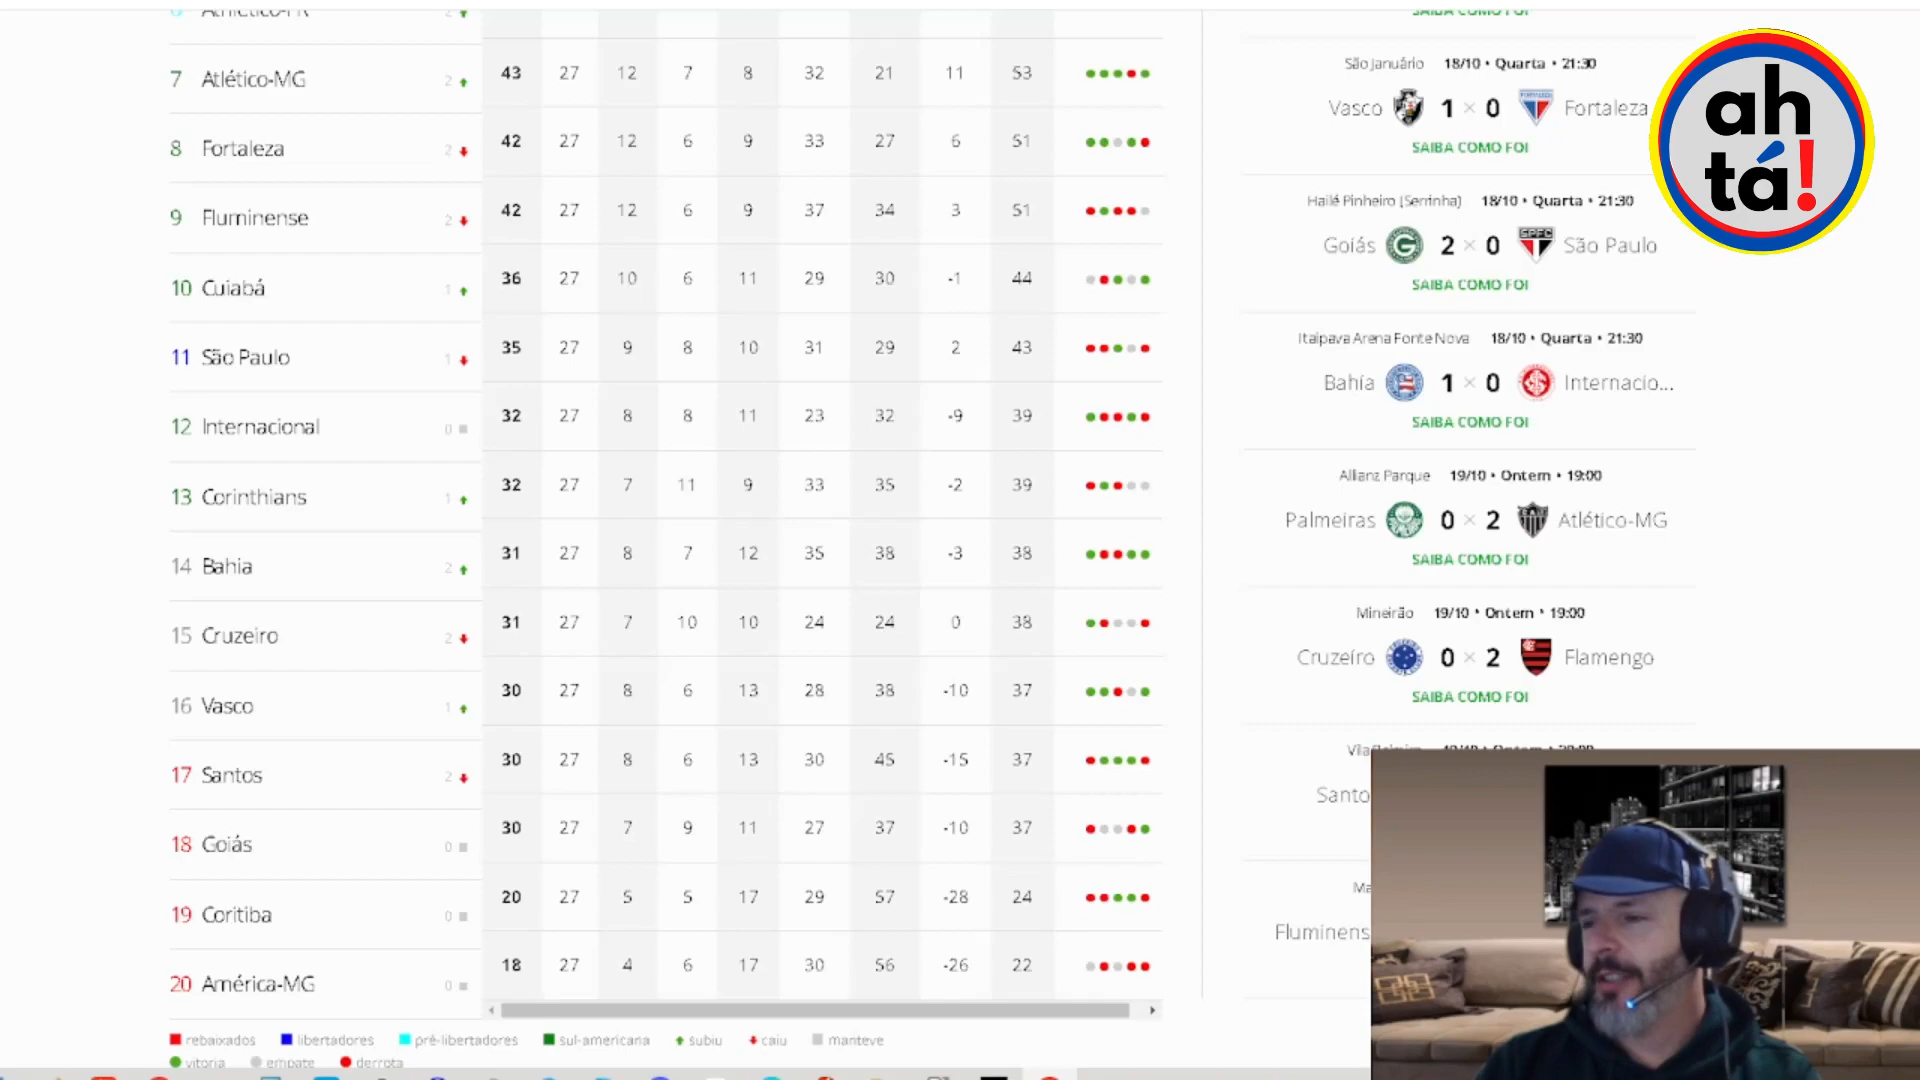 6 Athletico-PR 2
7 Atlético-MG 2 43 27 12 7 8 32 21 11 53
8 Fortaleza 2 42 27 12 6 9 33 27 6 51
9 Fluminense 2 42 27 12 6 9 37 34 3 51
10 Cuiabá 1 36 27 10 6 11 29 30 -1 44
11 São Paulo 1 35 27 9 8 10 31 29 2 43
12 Internacional 0 32 27 8 8 11 23 32 -9 39
13 Corinthians 1 32 27 7 11 9 33 35 -2 39
14 Bahia 2 31 27 8 7 12 35 38 -3 38
15 Cruzeiro 2 31 27 7 10 10 24 24 0 38
16 Vasco 1 30 27 8 6 13 28 38 -10 37
17 Santos 2 30 27 8 6 13 30 45 -15 37
18 Goiás 0 30 27 7 9 11 27 37 -10 37
19 Coritiba 0 20 27 5 5 17 29 57 -28 24
20 América-MG 0 18 27 4 6 17 30 56 -26 22
rebaixados libertadores pré-libertadores sul-americana subiu caiu manteve
vitoria empate derrota
SAIBA COMO FOI
São Januário 18/10 • Quarta • 21:30
Vasco 1 × 0 Fortaleza
SAIBA COMO FOI
Hailé Pinheiro (Serrinha) 18/10 • Quarta • 21:30
Goiás 2 × 0 São Paulo
SAIBA COMO FOI
Itaipava Arena Fonte Nova 18/10 • Quarta • 21:30
Bahia 1 × 0 Internacio...
SAIBA COMO FOI
Allianz Parque 19/10 • Ontem • 19:00
Palmeiras 0 × 2 Atlético-MG
SAIBA COMO FOI
Mineirão 19/10 • Ontem • 19:00
Cruzeiro 0 × 2 Flamengo
SAIBA COMO FOI
Santo
Ma
Fluminens
ah
tá!